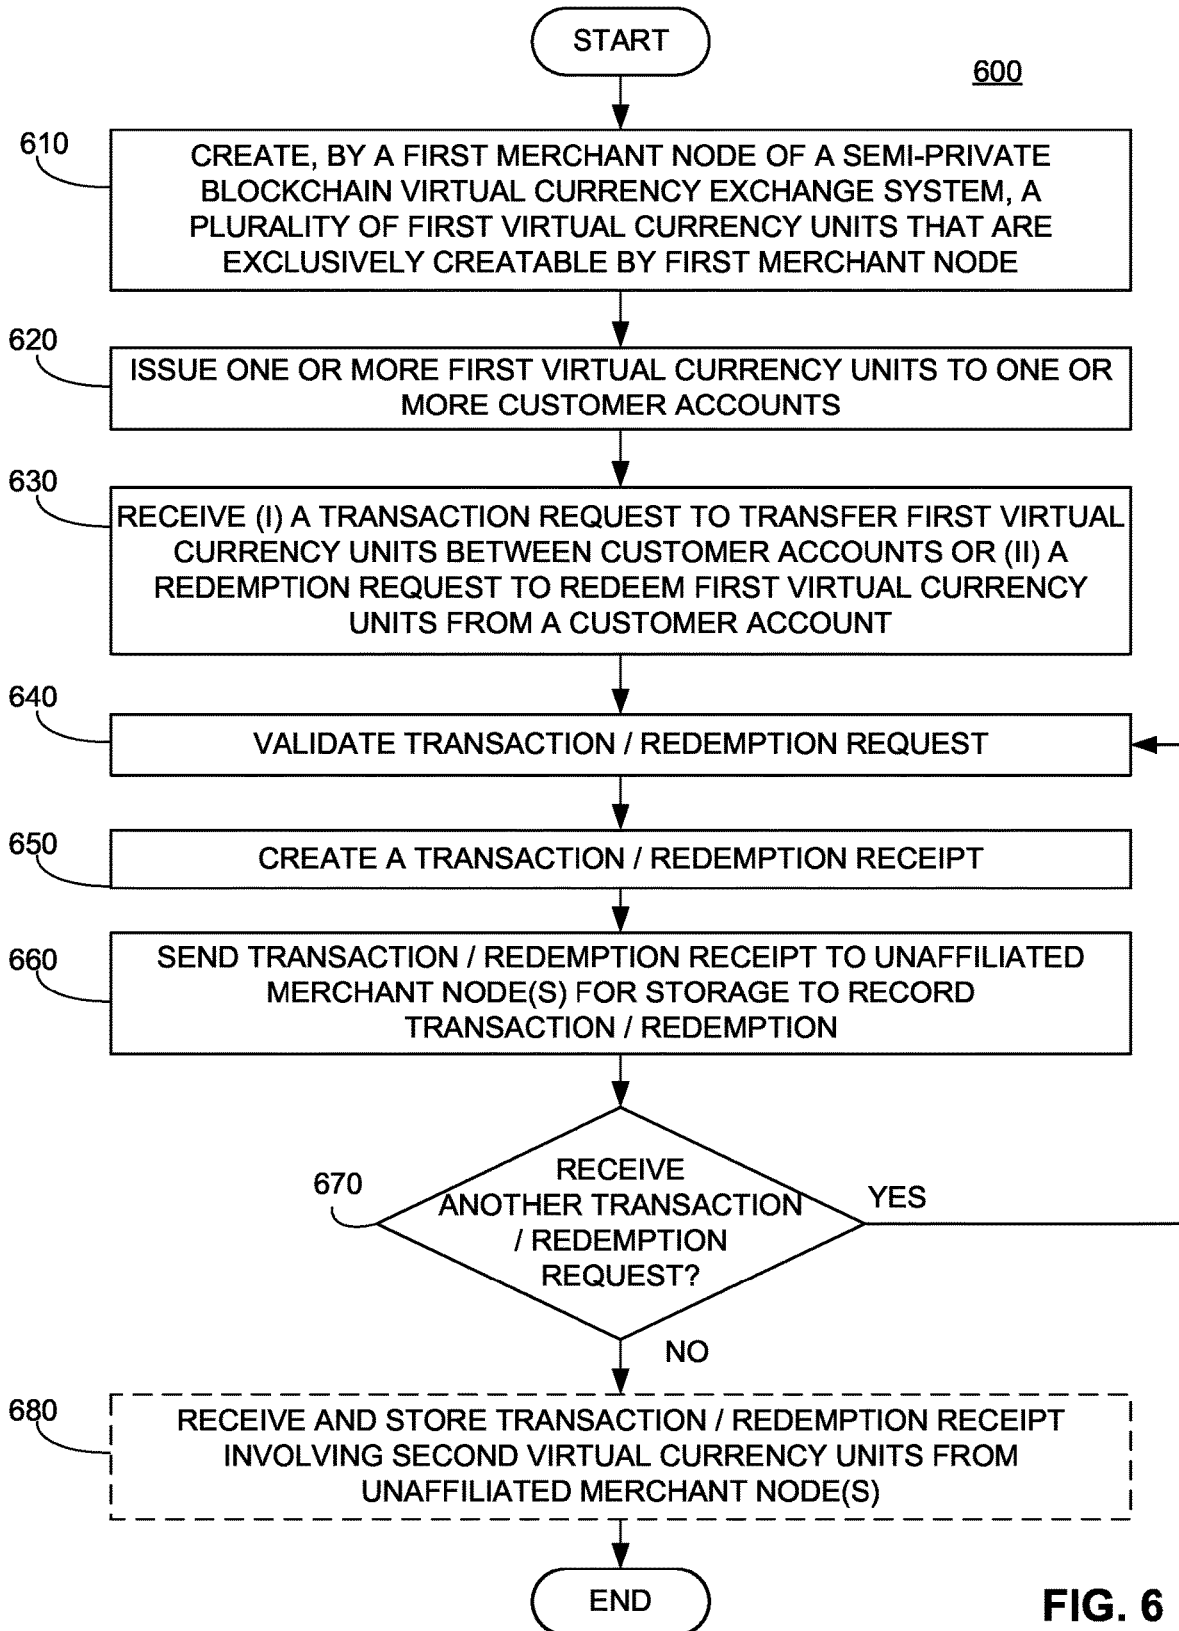 START
600
610
CREATE, BY A FIRST MERCHANT NODE OF A SEMI-PRIVATE
BLOCKCHAIN VIRTUAL CURRENCY EXCHANGE SYSTEM, A
PLURALITY OF FIRST VIRTUAL CURRENCY UNITS THAT ARE
EXCLUSIVELY CREATABLE BY FIRST MERCHANT NODE
620
ISSUE ONE OR MORE FIRST VIRTUAL CURRENCY UNITS TO ONE OR
MORE CUSTOMER ACCOUNTS
630
RECEIVE (I) A TRANSACTION REQUEST TO TRANSFER FIRST VIRTUAL
CURRENCY UNITS BETWEEN CUSTOMER ACCOUNTS OR (II) A
REDEMPTION REQUEST TO REDEEM FIRST VIRTUAL CURRENCY
UNITS FROM A CUSTOMER ACCOUNT
640
VALIDATE TRANSACTION / REDEMPTION REQUEST
650
CREATE A TRANSACTION / REDEMPTION RECEIPT
660
SEND TRANSACTION / REDEMPTION RECEIPT TO UNAFFILIATED
MERCHANT NODE(S) FOR STORAGE TO RECORD
TRANSACTION / REDEMPTION
670
RECEIVE
ANOTHER TRANSACTION
/ REDEMPTION
REQUEST?
YES
NO
680
RECEIVE AND STORE TRANSACTION / REDEMPTION RECEIPT
INVOLVING SECOND VIRTUAL CURRENCY UNITS FROM
UNAFFILIATED MERCHANT NODE(S)
END
FIG. 6